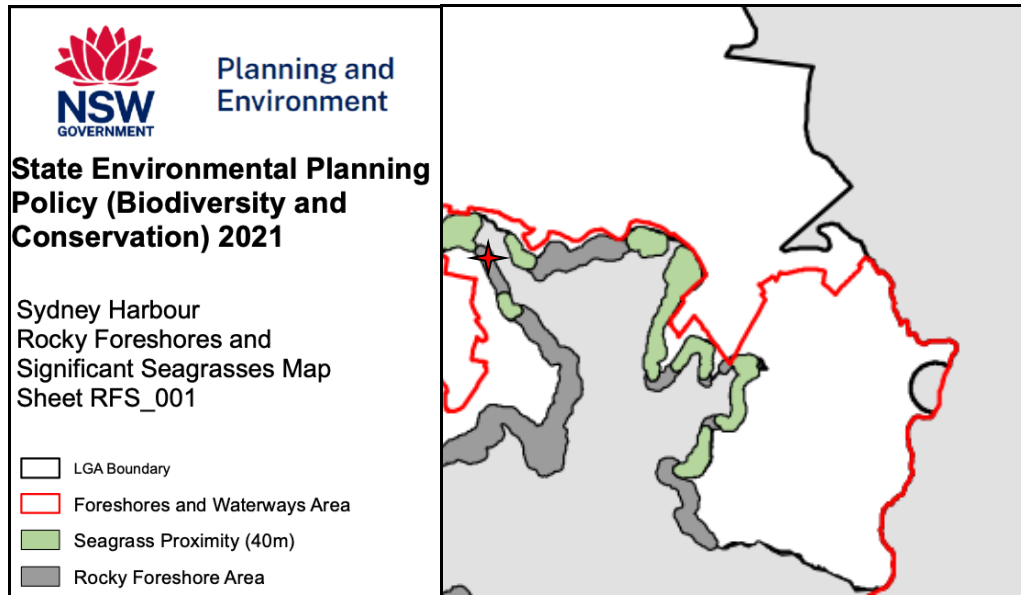 NSW
GOVERNMENT
Planning and
Environment
State Environmental Planning
Policy (Biodiversity and
Conservation) 2021
Sydney Harbour
Rocky Foreshores and
Significant Seagrasses Map
Sheet RFS_001
LGA Boundary
Foreshores and Waterways Area
Seagrass Proximity (40m)
Rocky Foreshore Area